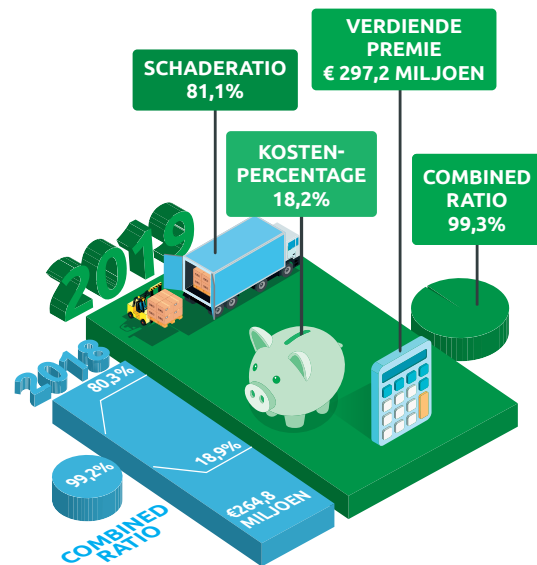 VERDIENDE
PREMIE
€ 297,2 MILJOEN
SCHADERATIO
81,1%
KOSTEN-
PERCENTAGE
18,2%
COMBINED
RATIO
99,3%
2019
2018
80,3%
18,9%
€264,8
MILJOEN
99,2%
COMBINED
RATIO